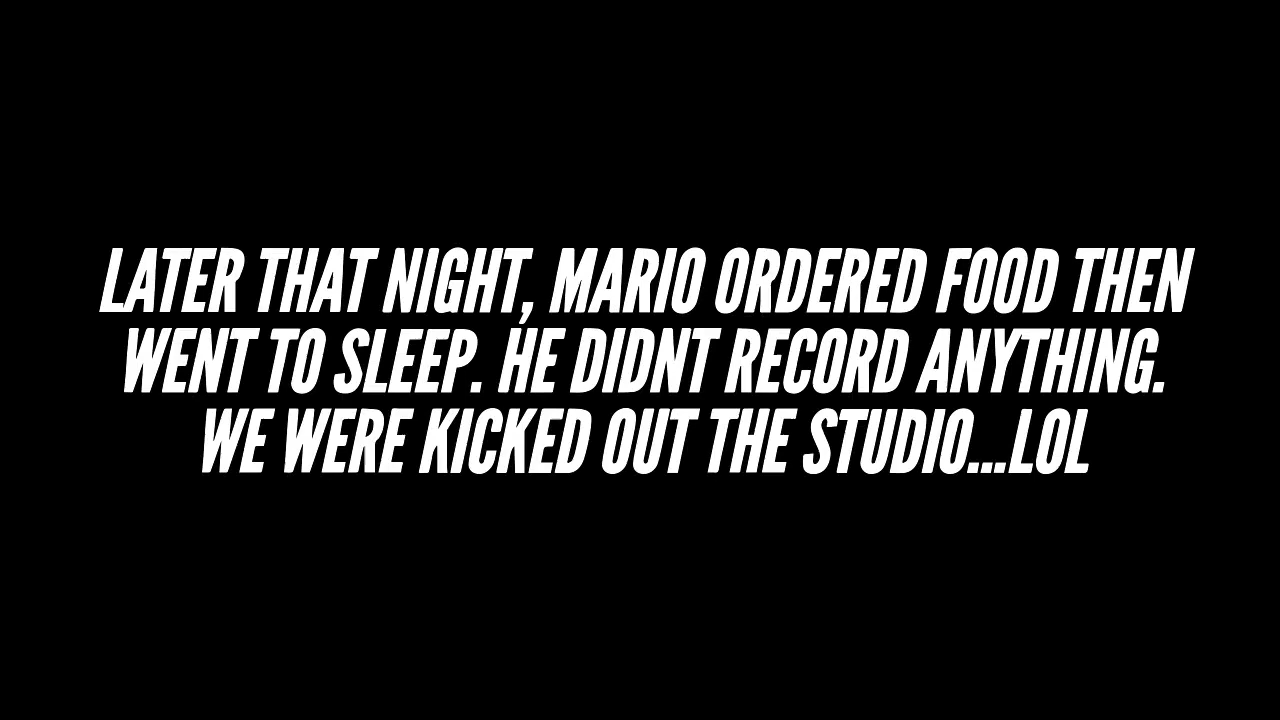 LATER THAT NIGHT, MARIO ORDERED FOOD THEN
WENT TO SLEEP. HE DIDNT RECORD ANYTHING.
WE WERE KICKED OUT THE STUDIO...LOL